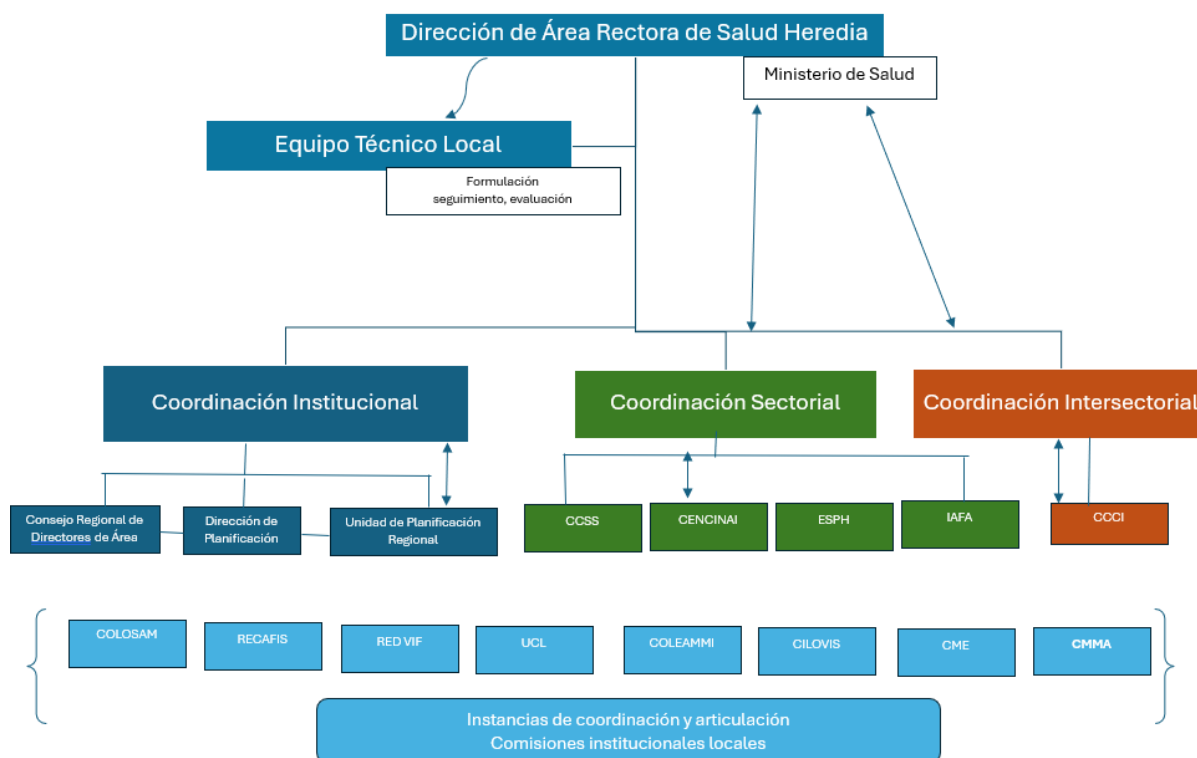 Dirección de Área Rectora de Salud Heredia
Ministerio de Salud
Equipo Técnico Local
Formulación
seguimiento, evaluación
Coordinación Institucional
Coordinación Sectorial
Coordinación Intersectorial
Consejo Regional de
Directores de Área
Dirección de
Planificación
Unidad de Planificación
Regional
CCSS
CENCINAI
ESPH
IAFA
CCCI
COLOSAM
RECAFIS
RED VIF
UCL
COLEAMMI
CILOVIS
CME
CMMA
Instancias de coordinación y articulación
Comisiones institucionales locales